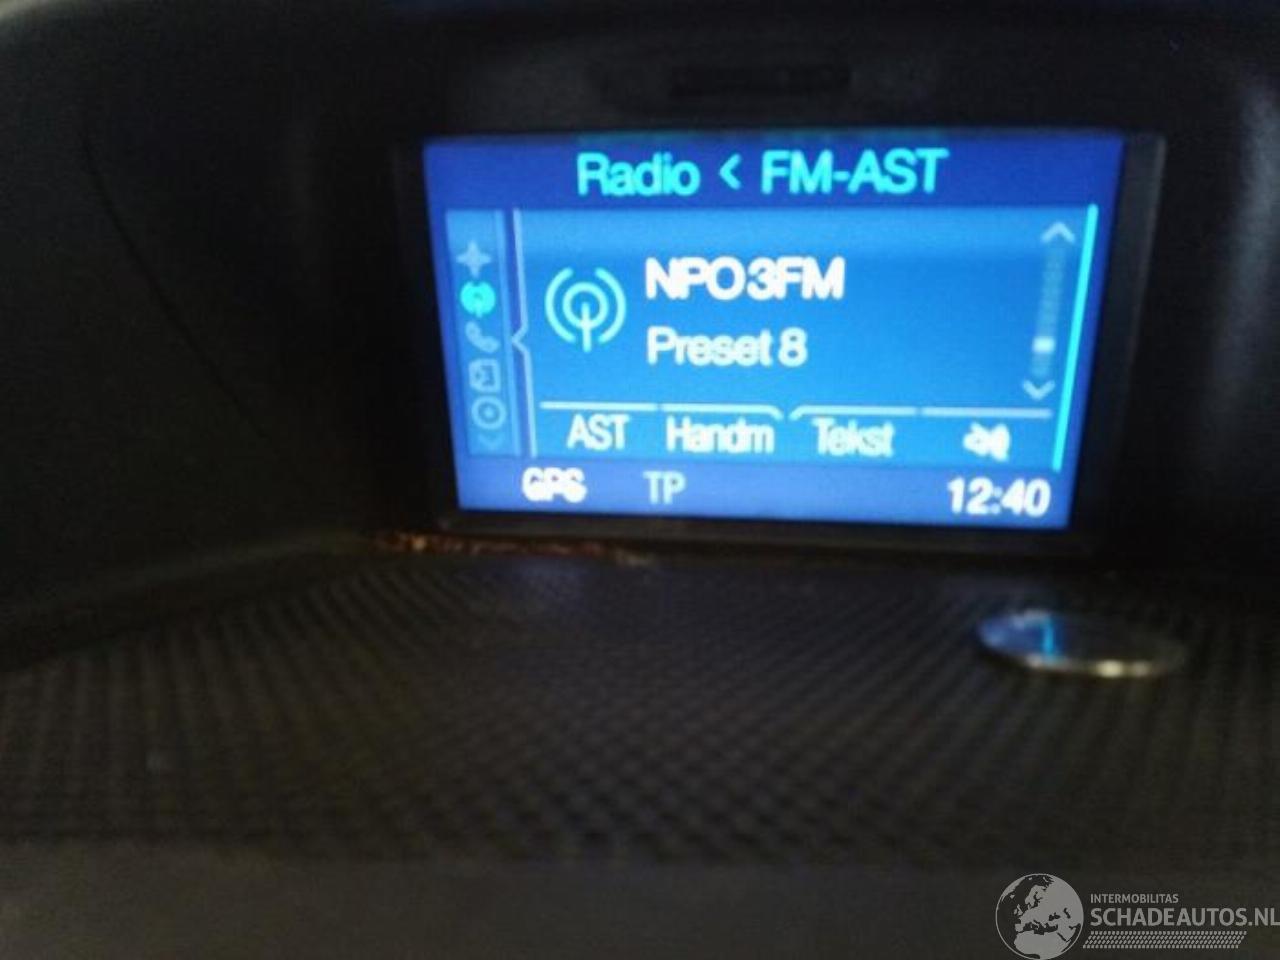 Radio < FM-AST
NPO3FM
Preset 8
AST Handm Tekst
GPS TP 12:40
INTERMOBILITAS
SCHADEAUTOS.NL